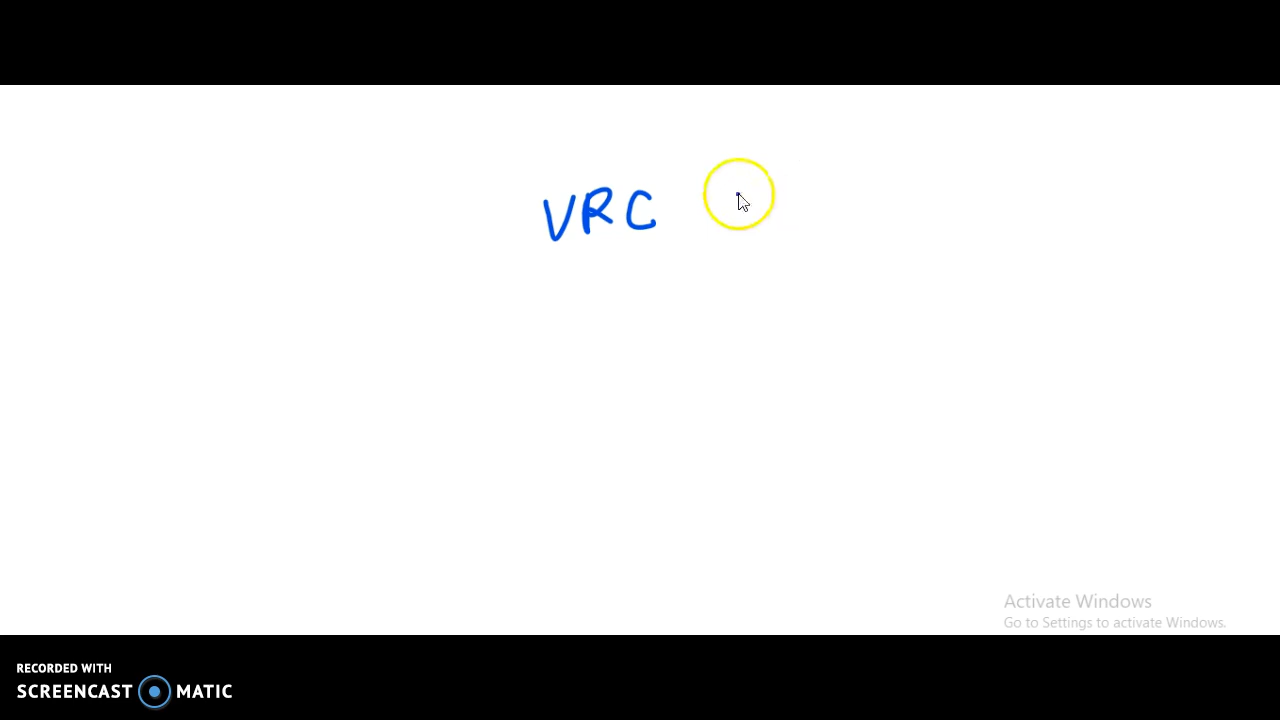 VRC
Activate Windows
Go to Settings to activate Windows.
RECORDED WITH
SCREENCAST MATIC